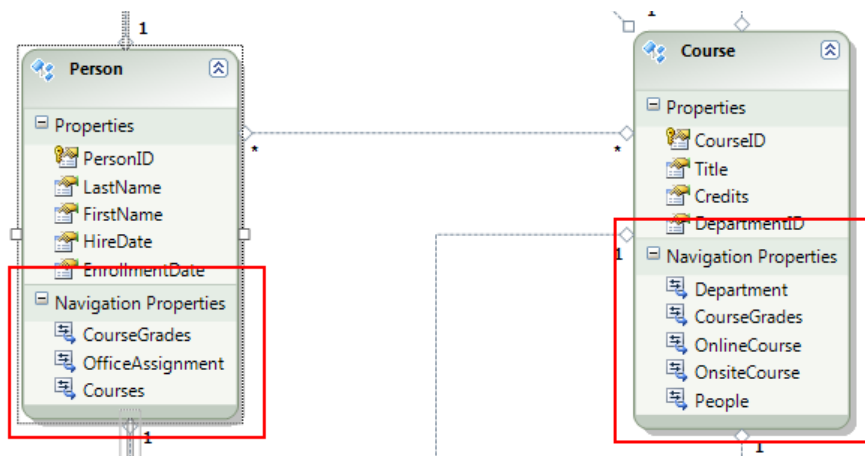 1
Person
Properties
PersonID
LastName
FirstName
HireDate
EnrollmentDate
Navigation Properties
CourseGrades
OfficeAssignment
Courses
1
*
*
1
Course
Properties
CourseID
Title
Credits
DepartmentID
1
Navigation Properties
Department
CourseGrades
OnlineCourse
OnsiteCourse
People
1